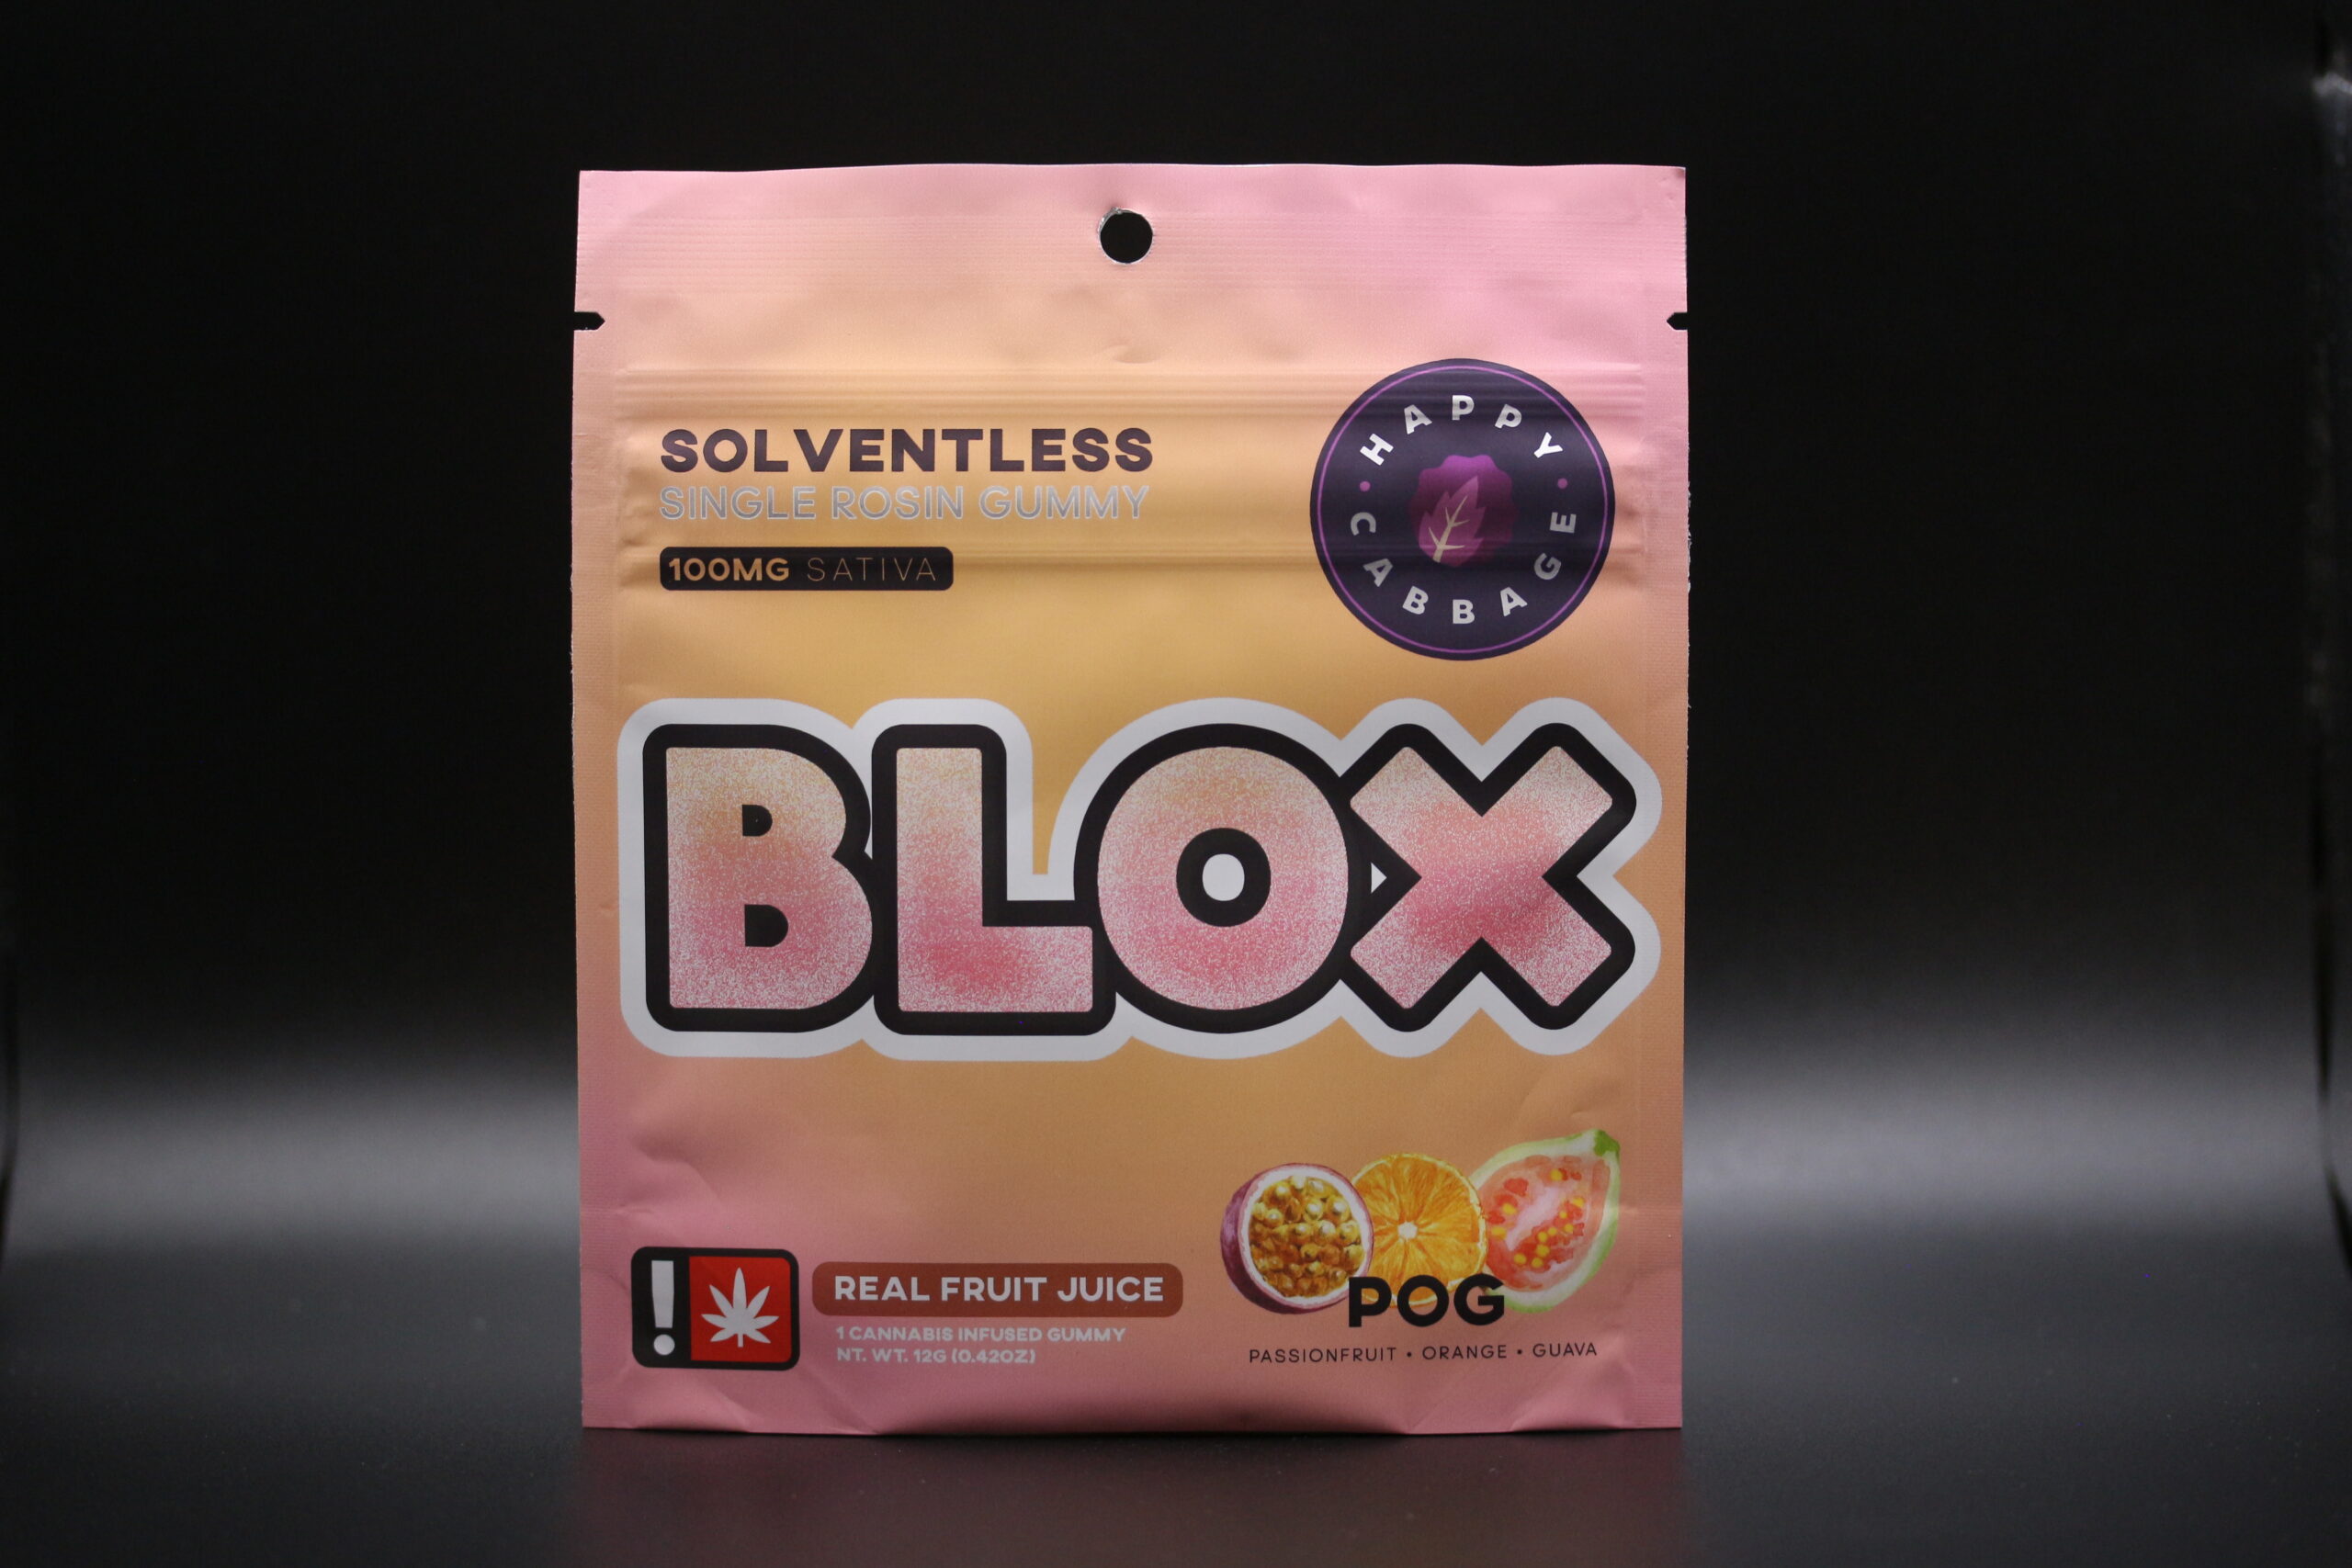 SOLVENTLESS
SINGLE ROSIN GUMMY
100MG SATIVA
HAPPY
CABBAGE
BLOX
!
REAL FRUIT JUICE
1 CANNABIS INFUSED GUMMY
NT. WT. 12G (0.42OZ)
POG
PASSIONFRUIT • ORANGE • GUAVA